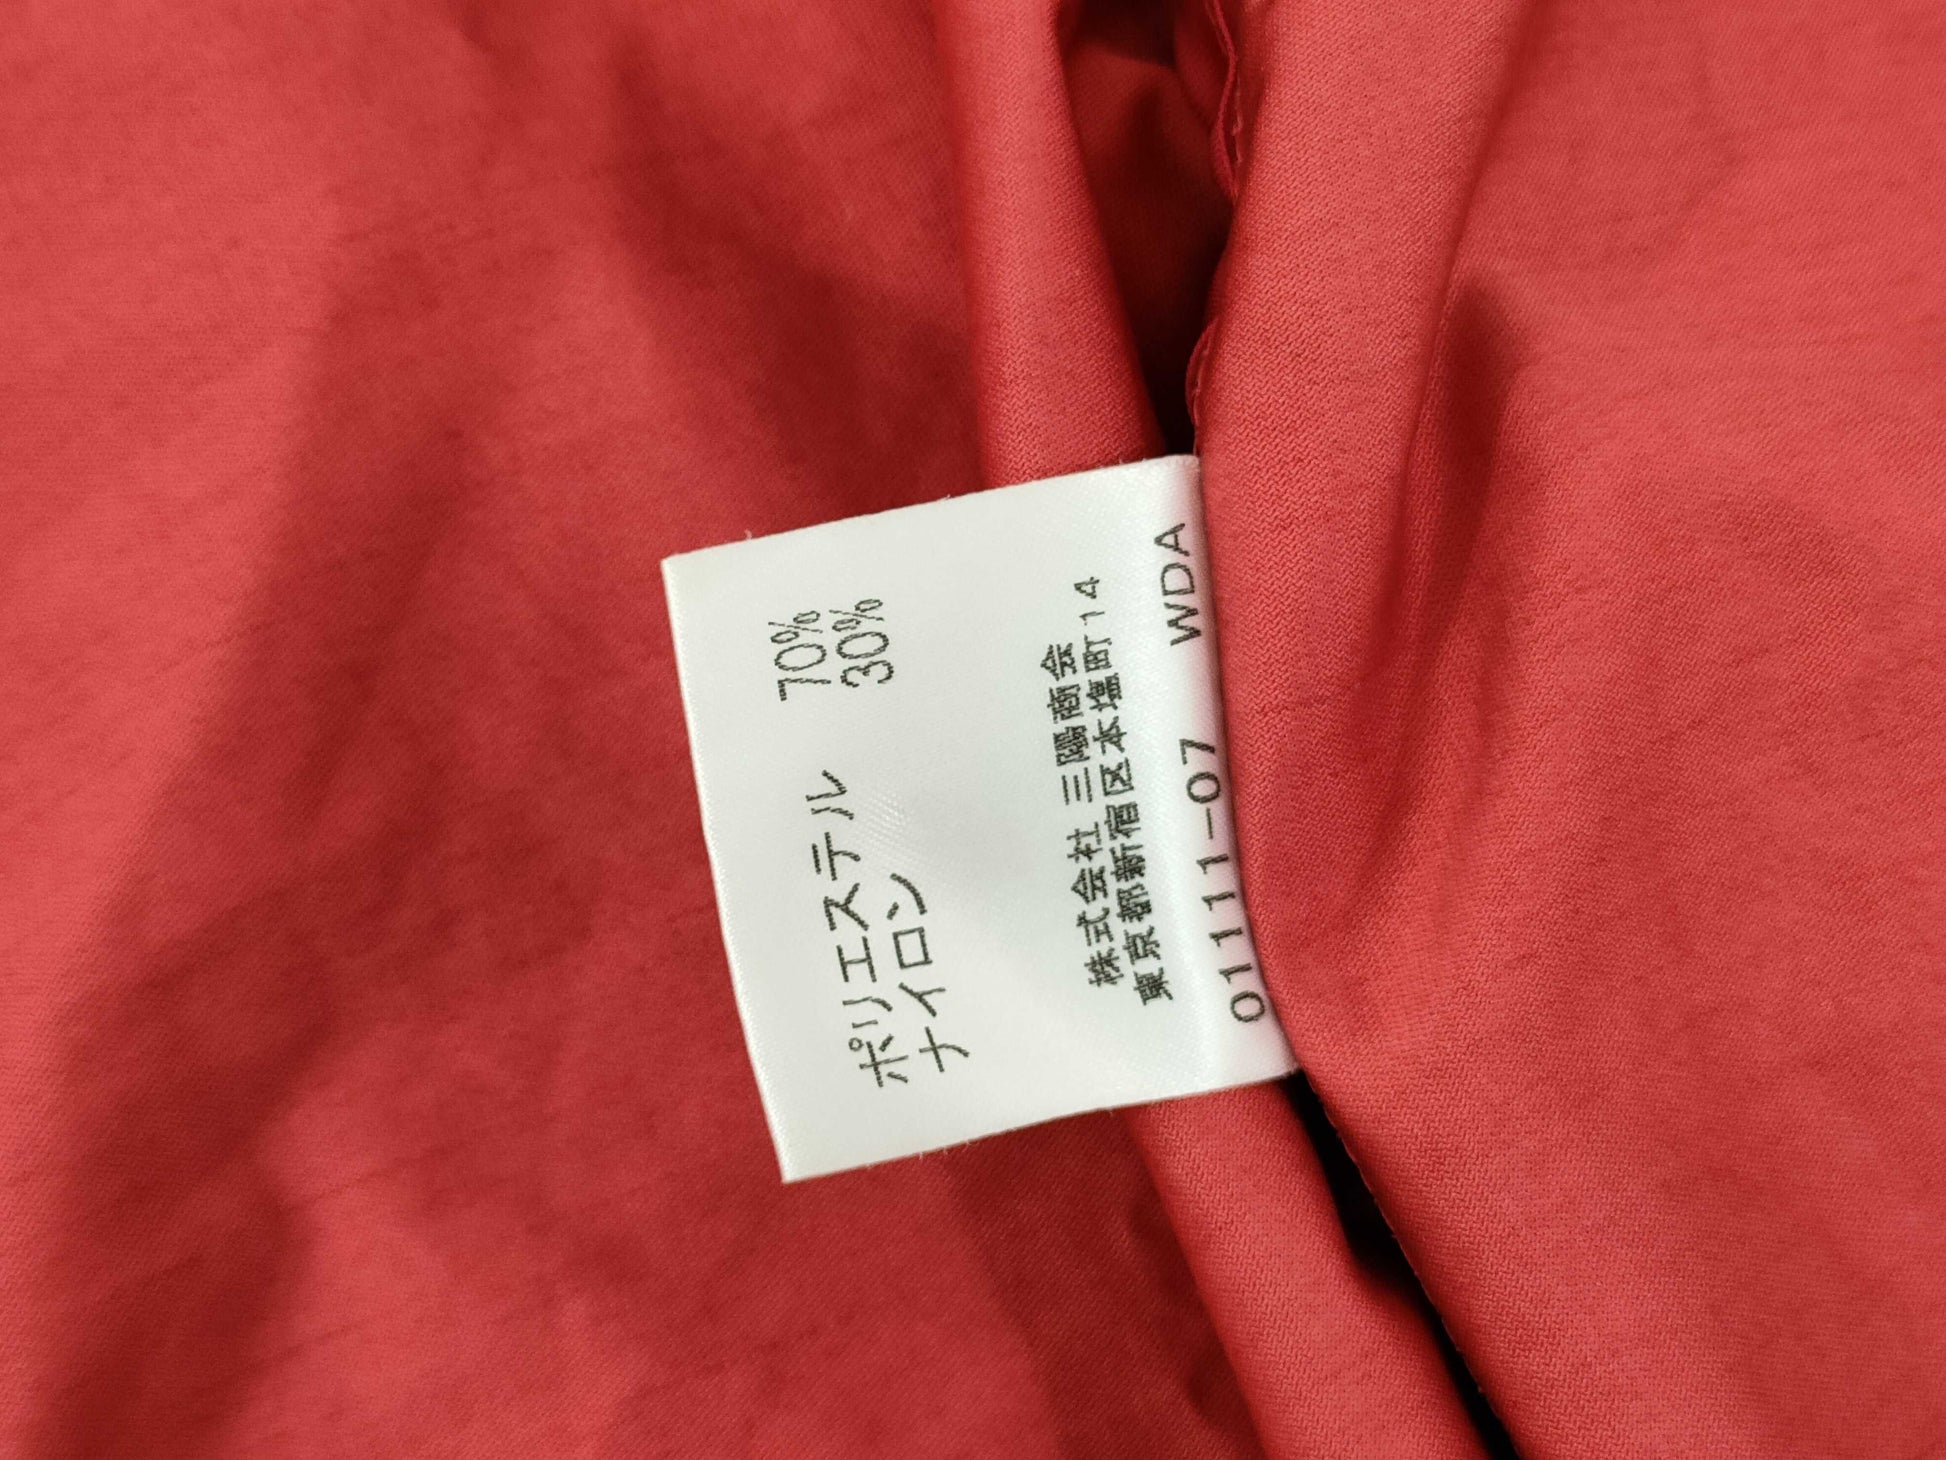 ポリエステル 70%
ナイロン 30%
株式会社 三陽商会
東京都新宿区本塩町14
01111-07 WDA